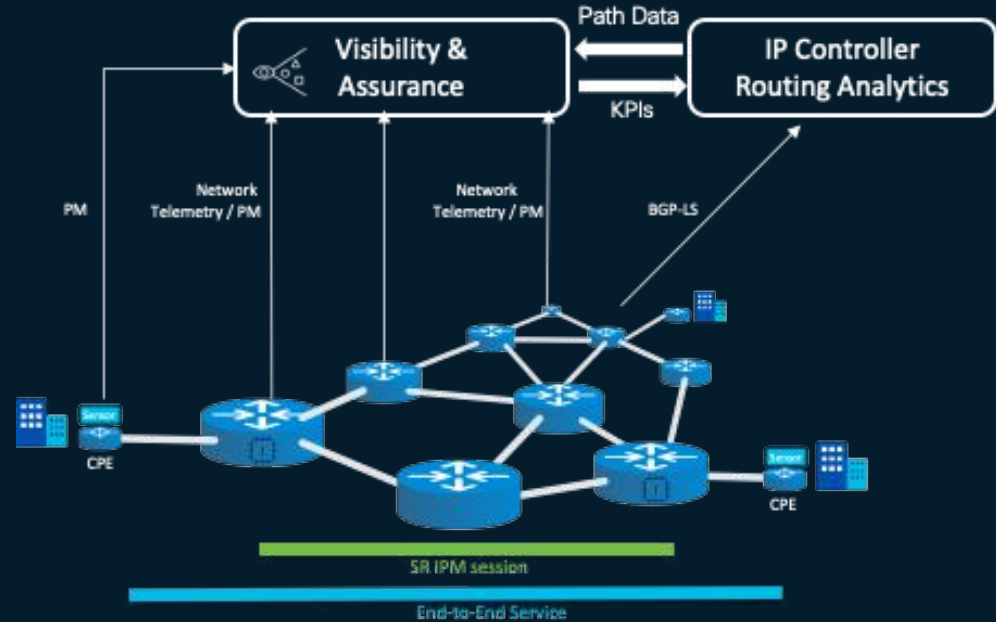 Path Data
Visibility &
Assurance
IP Controller
Routing Analytics
KPIs
PM
Network
Telemetry / PM
Network
Telemetry / PM
BGP-LS
Sensor
CPE
Sensor
CPE
SR IPM session
End-to-End Service